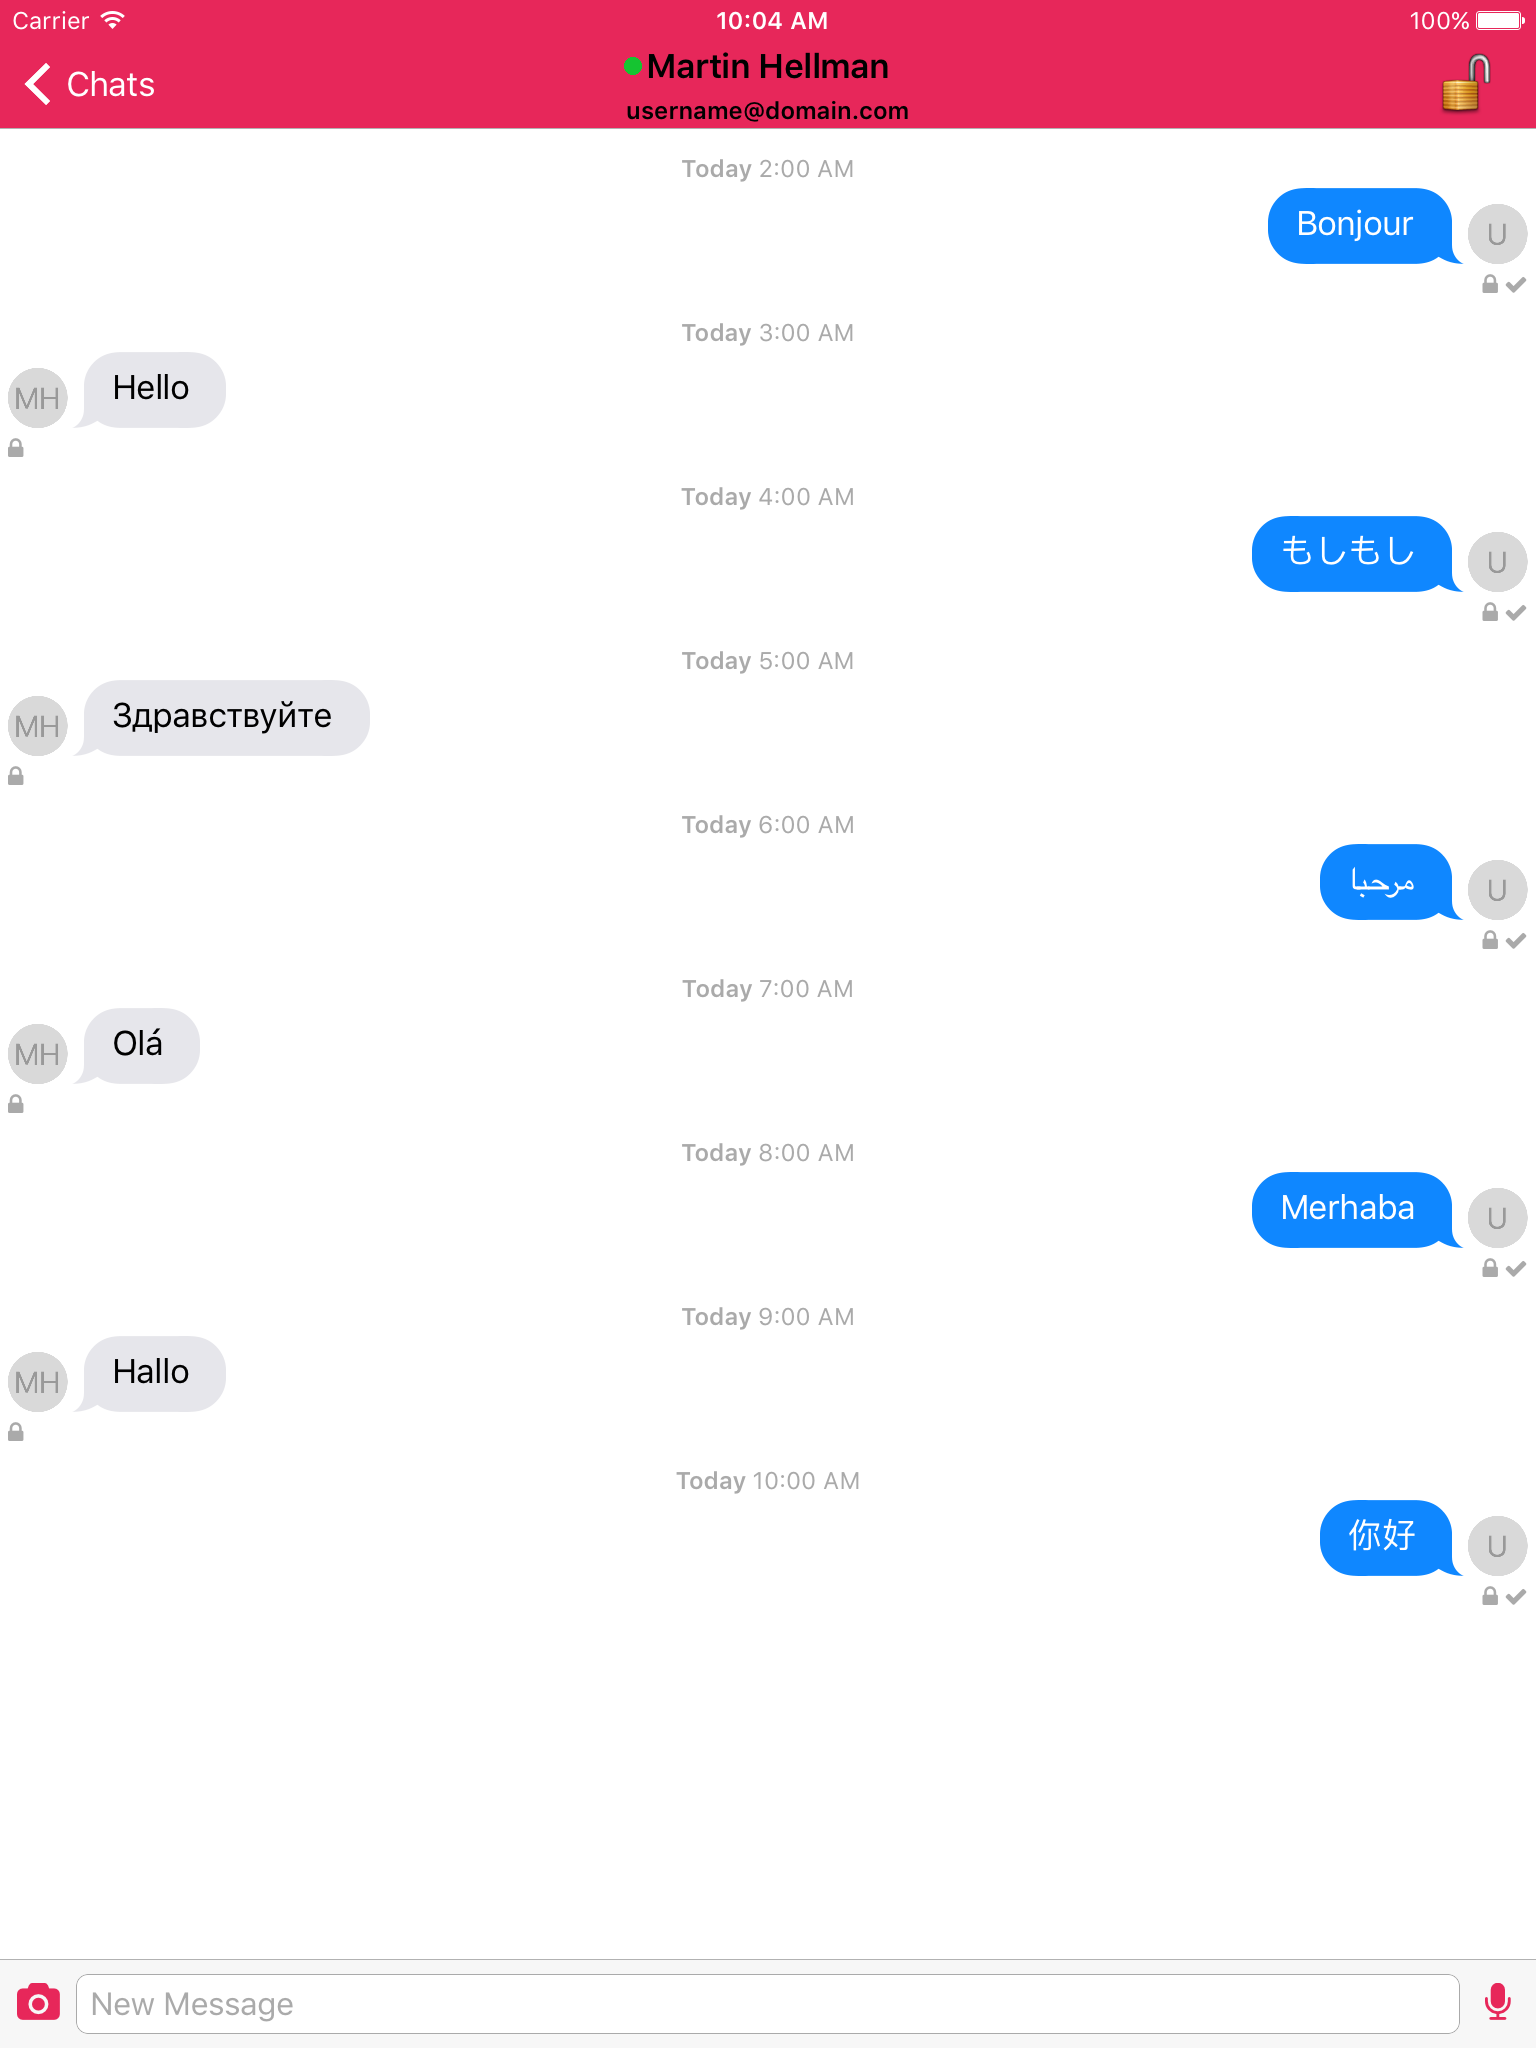 Carrier 10:04 AM 100%
Chats
Martin Hellman
username@domain.com
Today 2:00 AM
Bonjour
U
Today 3:00 AM
Hello
MH
Today 4:00 AM
もしもし
U
Today 5:00 AM
Здравствуйте
MH
Today 6:00 AM
مرحبا
U
Today 7:00 AM
Olá
MH
Today 8:00 AM
Merhaba
U
Today 9:00 AM
Hallo
MH
Today 10:00 AM
你好
U
New Message